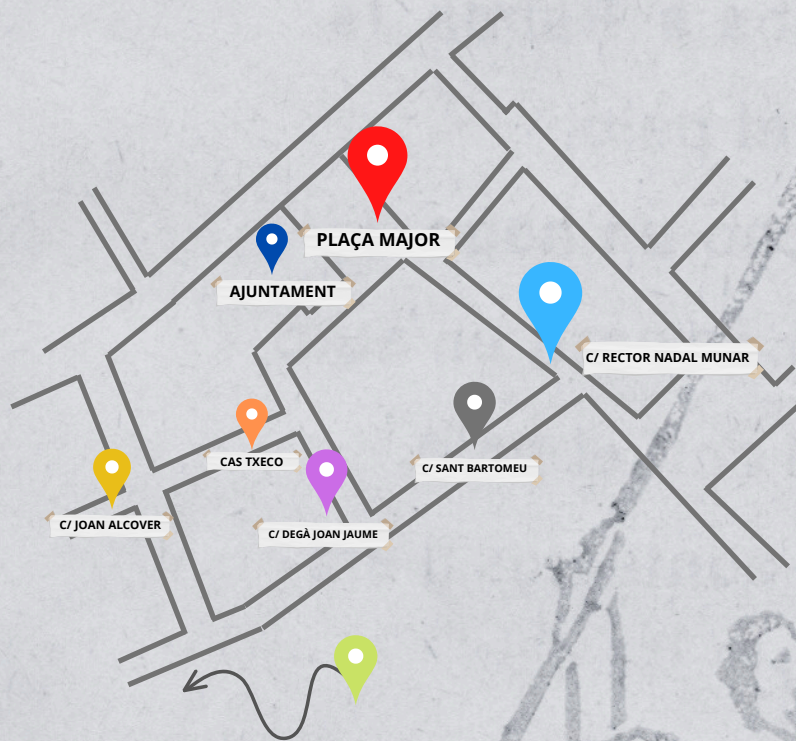 PLAÇA MAJOR
AJUNTAMENT
C/ RECTOR NADAL MUNAR
CAS TXECO
C/ SANT BARTOMEU
C/ JOAN ALCOVER
C/ DEGÀ JOAN JAUME